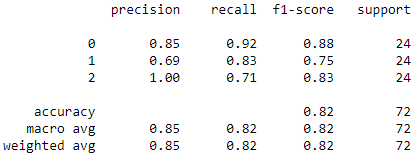 precision recall f1-score support
0 0.85 0.92 0.88 24
1 0.69 0.83 0.75 24
2 1.00 0.71 0.83 24
accuracy 0.82 72
macro avg 0.85 0.82 0.82 72
weighted avg 0.85 0.82 0.82 72